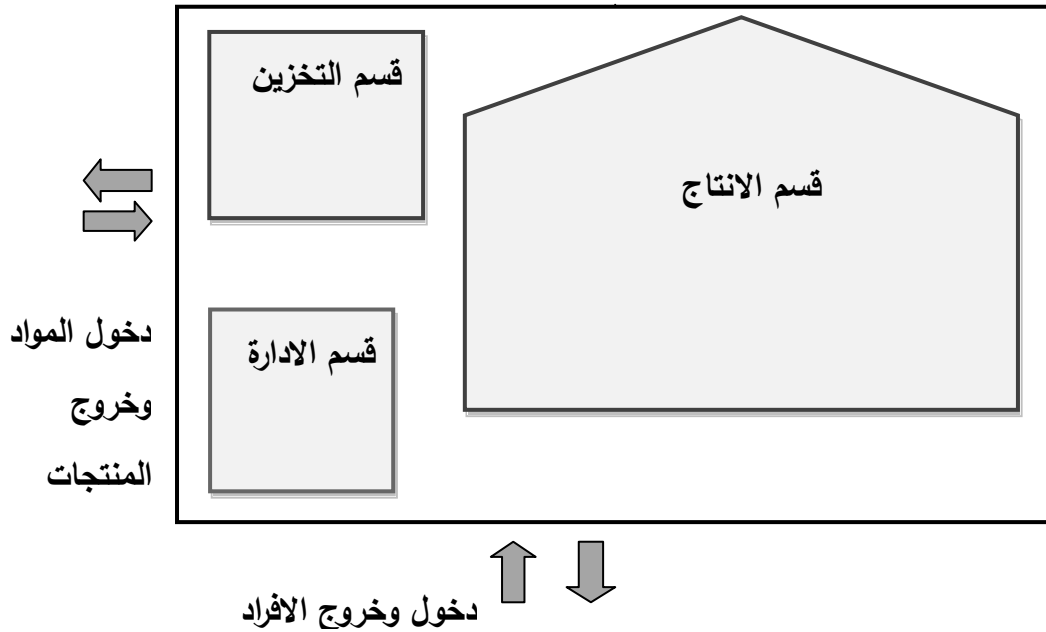 قسم التخزين
قسم الانتاج
دخول المواد
وخروج
المنتجات
قسم الادارة
دخول وخروج الافراد